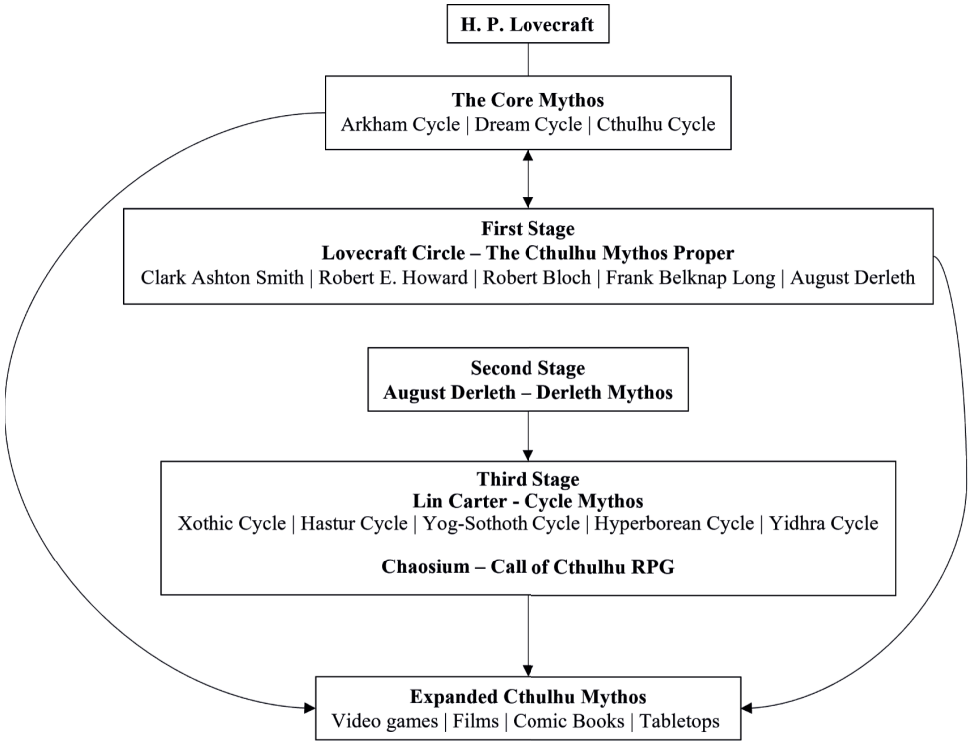 H. P. Lovecraft
The Core Mythos
Arkham Cycle | Dream Cycle | Cthulhu Cycle
First Stage
Lovecraft Circle – The Cthulhu Mythos Proper
Clark Ashton Smith | Robert E. Howard | Robert Bloch | Frank Belknap Long | August Derleth
Second Stage
August Derleth – Derleth Mythos
Third Stage
Lin Carter - Cycle Mythos
Xothic Cycle | Hastur Cycle | Yog-Sothoth Cycle | Hyperborean Cycle | Yidhra Cycle
Chaosium – Call of Cthulhu RPG
Expanded Cthulhu Mythos
Video games | Films | Comic Books | Tabletops